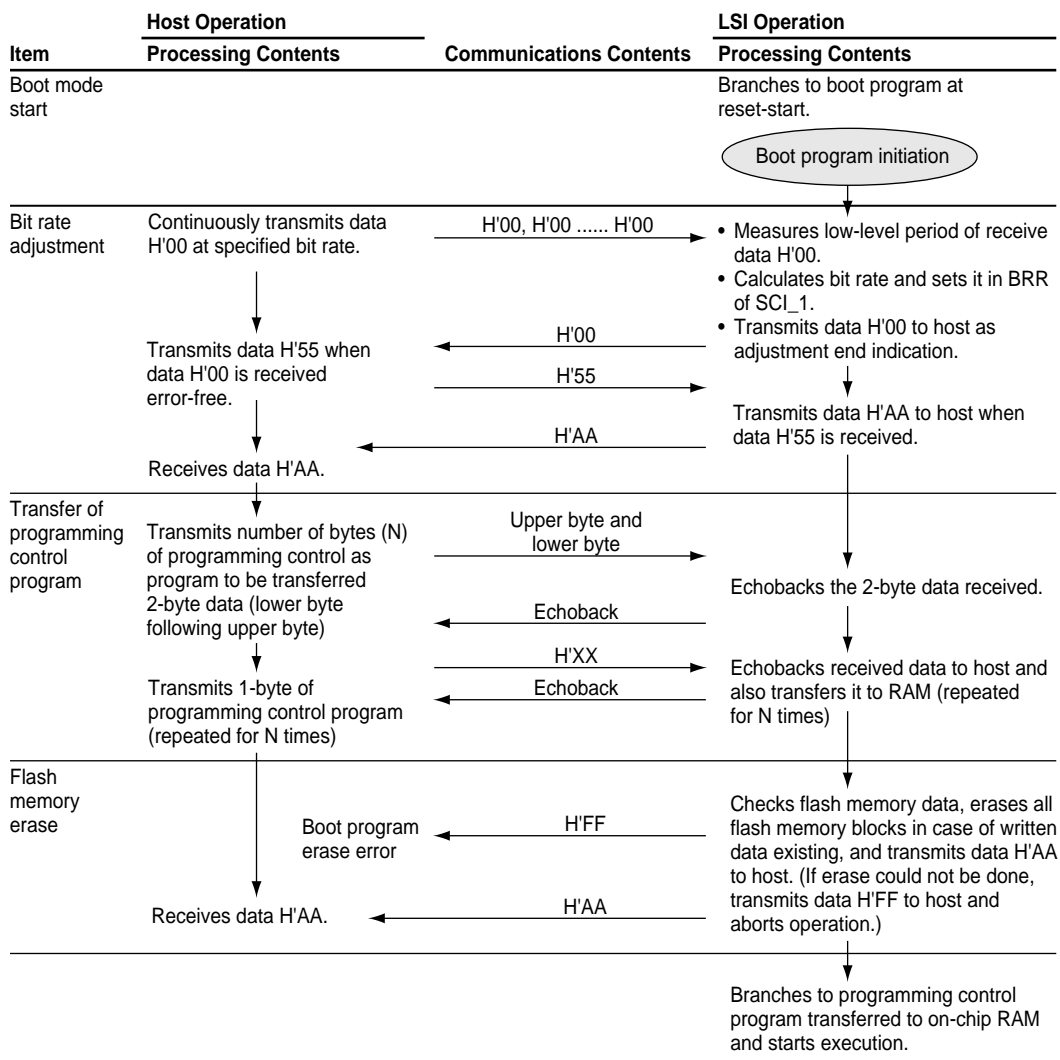 Host Operation
LSI Operation
Item
Processing Contents
Communications Contents
Processing Contents
Boot mode
start
Branches to boot program at
reset-start.
Boot program initiation
Bit rate
adjustment
Continuously transmits data
H'00 at specified bit rate.
H'00, H'00 ...... H'00
• Measures low-level period of receive
data H'00.
• Calculates bit rate and sets it in BRR
of SCI_1.
• Transmits data H'00 to host as
adjustment end indication.
H'00
Transmits data H'55 when
data H'00 is received
error-free.
H'55
Transmits data H'AA to host when
data H'55 is received.
H'AA
Receives data H'AA.
Transfer of
programming
control
program
Transmits number of bytes (N)
of programming control as
program to be transferred
2-byte data (lower byte
following upper byte)
Upper byte and
lower byte
Echobacks the 2-byte data received.
Echoback
H'XX
Transmits 1-byte of
programming control program
(repeated for N times)
Echoback
Echobacks received data to host and
also transfers it to RAM (repeated
for N times)
Flash
memory
erase
Boot program
erase error
H'FF
Checks flash memory data, erases all
flash memory blocks in case of written
data existing, and transmits data H'AA
to host. (If erase could not be done,
transmits data H'FF to host and
aborts operation.)
Receives data H'AA.
H'AA
Branches to programming control
program transferred to on-chip RAM
and starts execution.